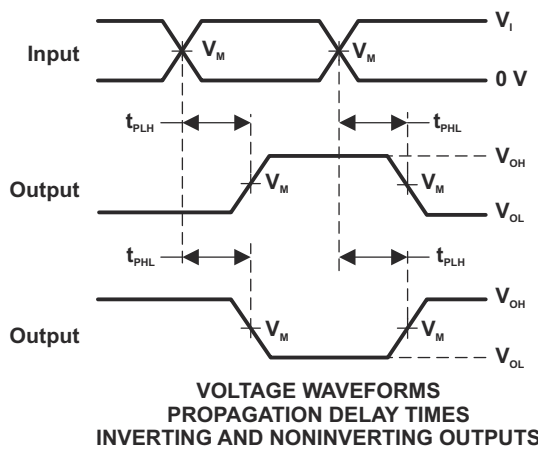 V_I
Input V_M V_M
0 V
t_PLH t_PHL
V_OH
Output V_M V_M
V_OL
t_PHL t_PLH
V_OH
Output V_M V_M
V_OL
VOLTAGE WAVEFORMS
PROPAGATION DELAY TIMES
INVERTING AND NONINVERTING OUTPUTS